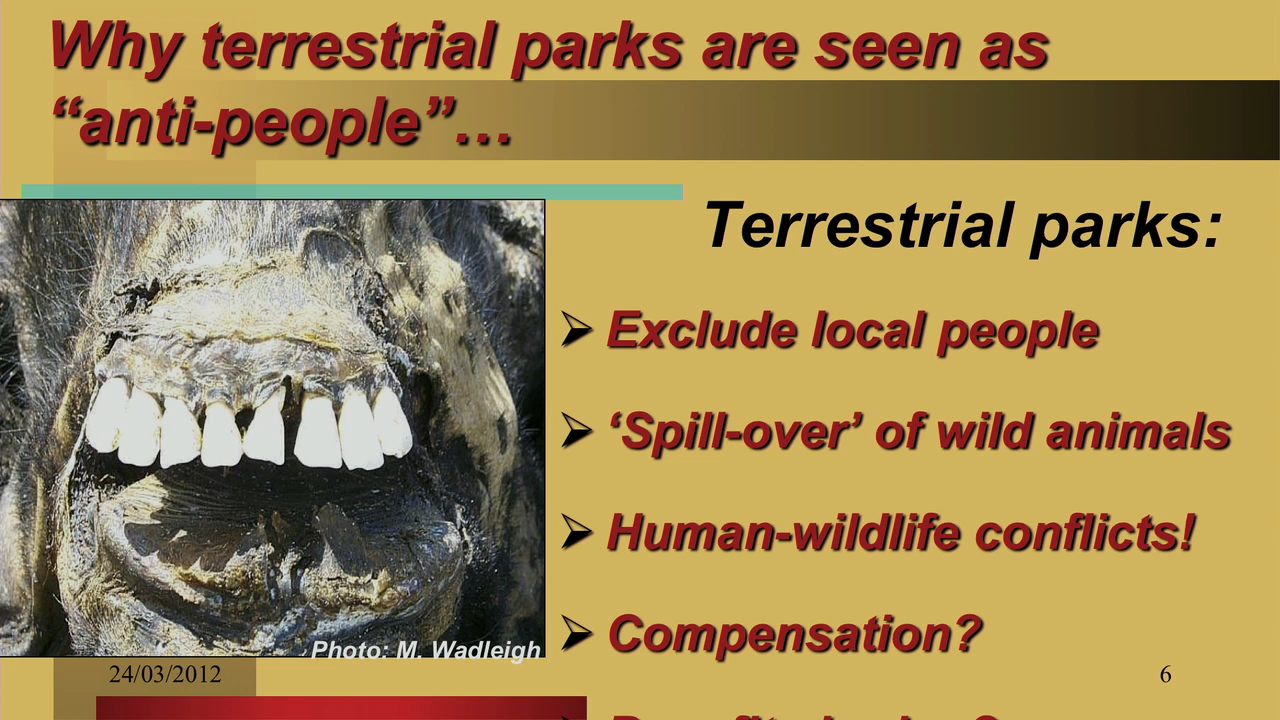 Why terrestrial parks are seen as
“anti-people”…
Terrestrial parks:
Exclude local people
‘Spill-over’ of wild animals
Human-wildlife conflicts!
Compensation?
Photo: M. Wadleigh
24/03/2012
6